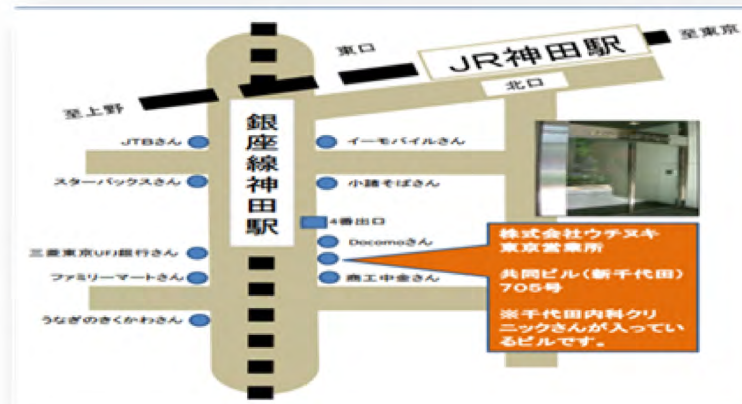 至東京
JR神田駅
東口
北口
至上野
銀座線神田駅
JTBさん
イーモバイルさん
スターバックスさん
小諸そばさん
4番出口
Docomoさん
三菱東京UFJ銀行さん
ファミリーマートさん
商工中金さん
うなぎのきくかわさん
株式会社ウチヌキ
東京営業所
共同ビル(新千代田)
705号
※千代田内科クリ
ニックさんが入ってい
るビルです。